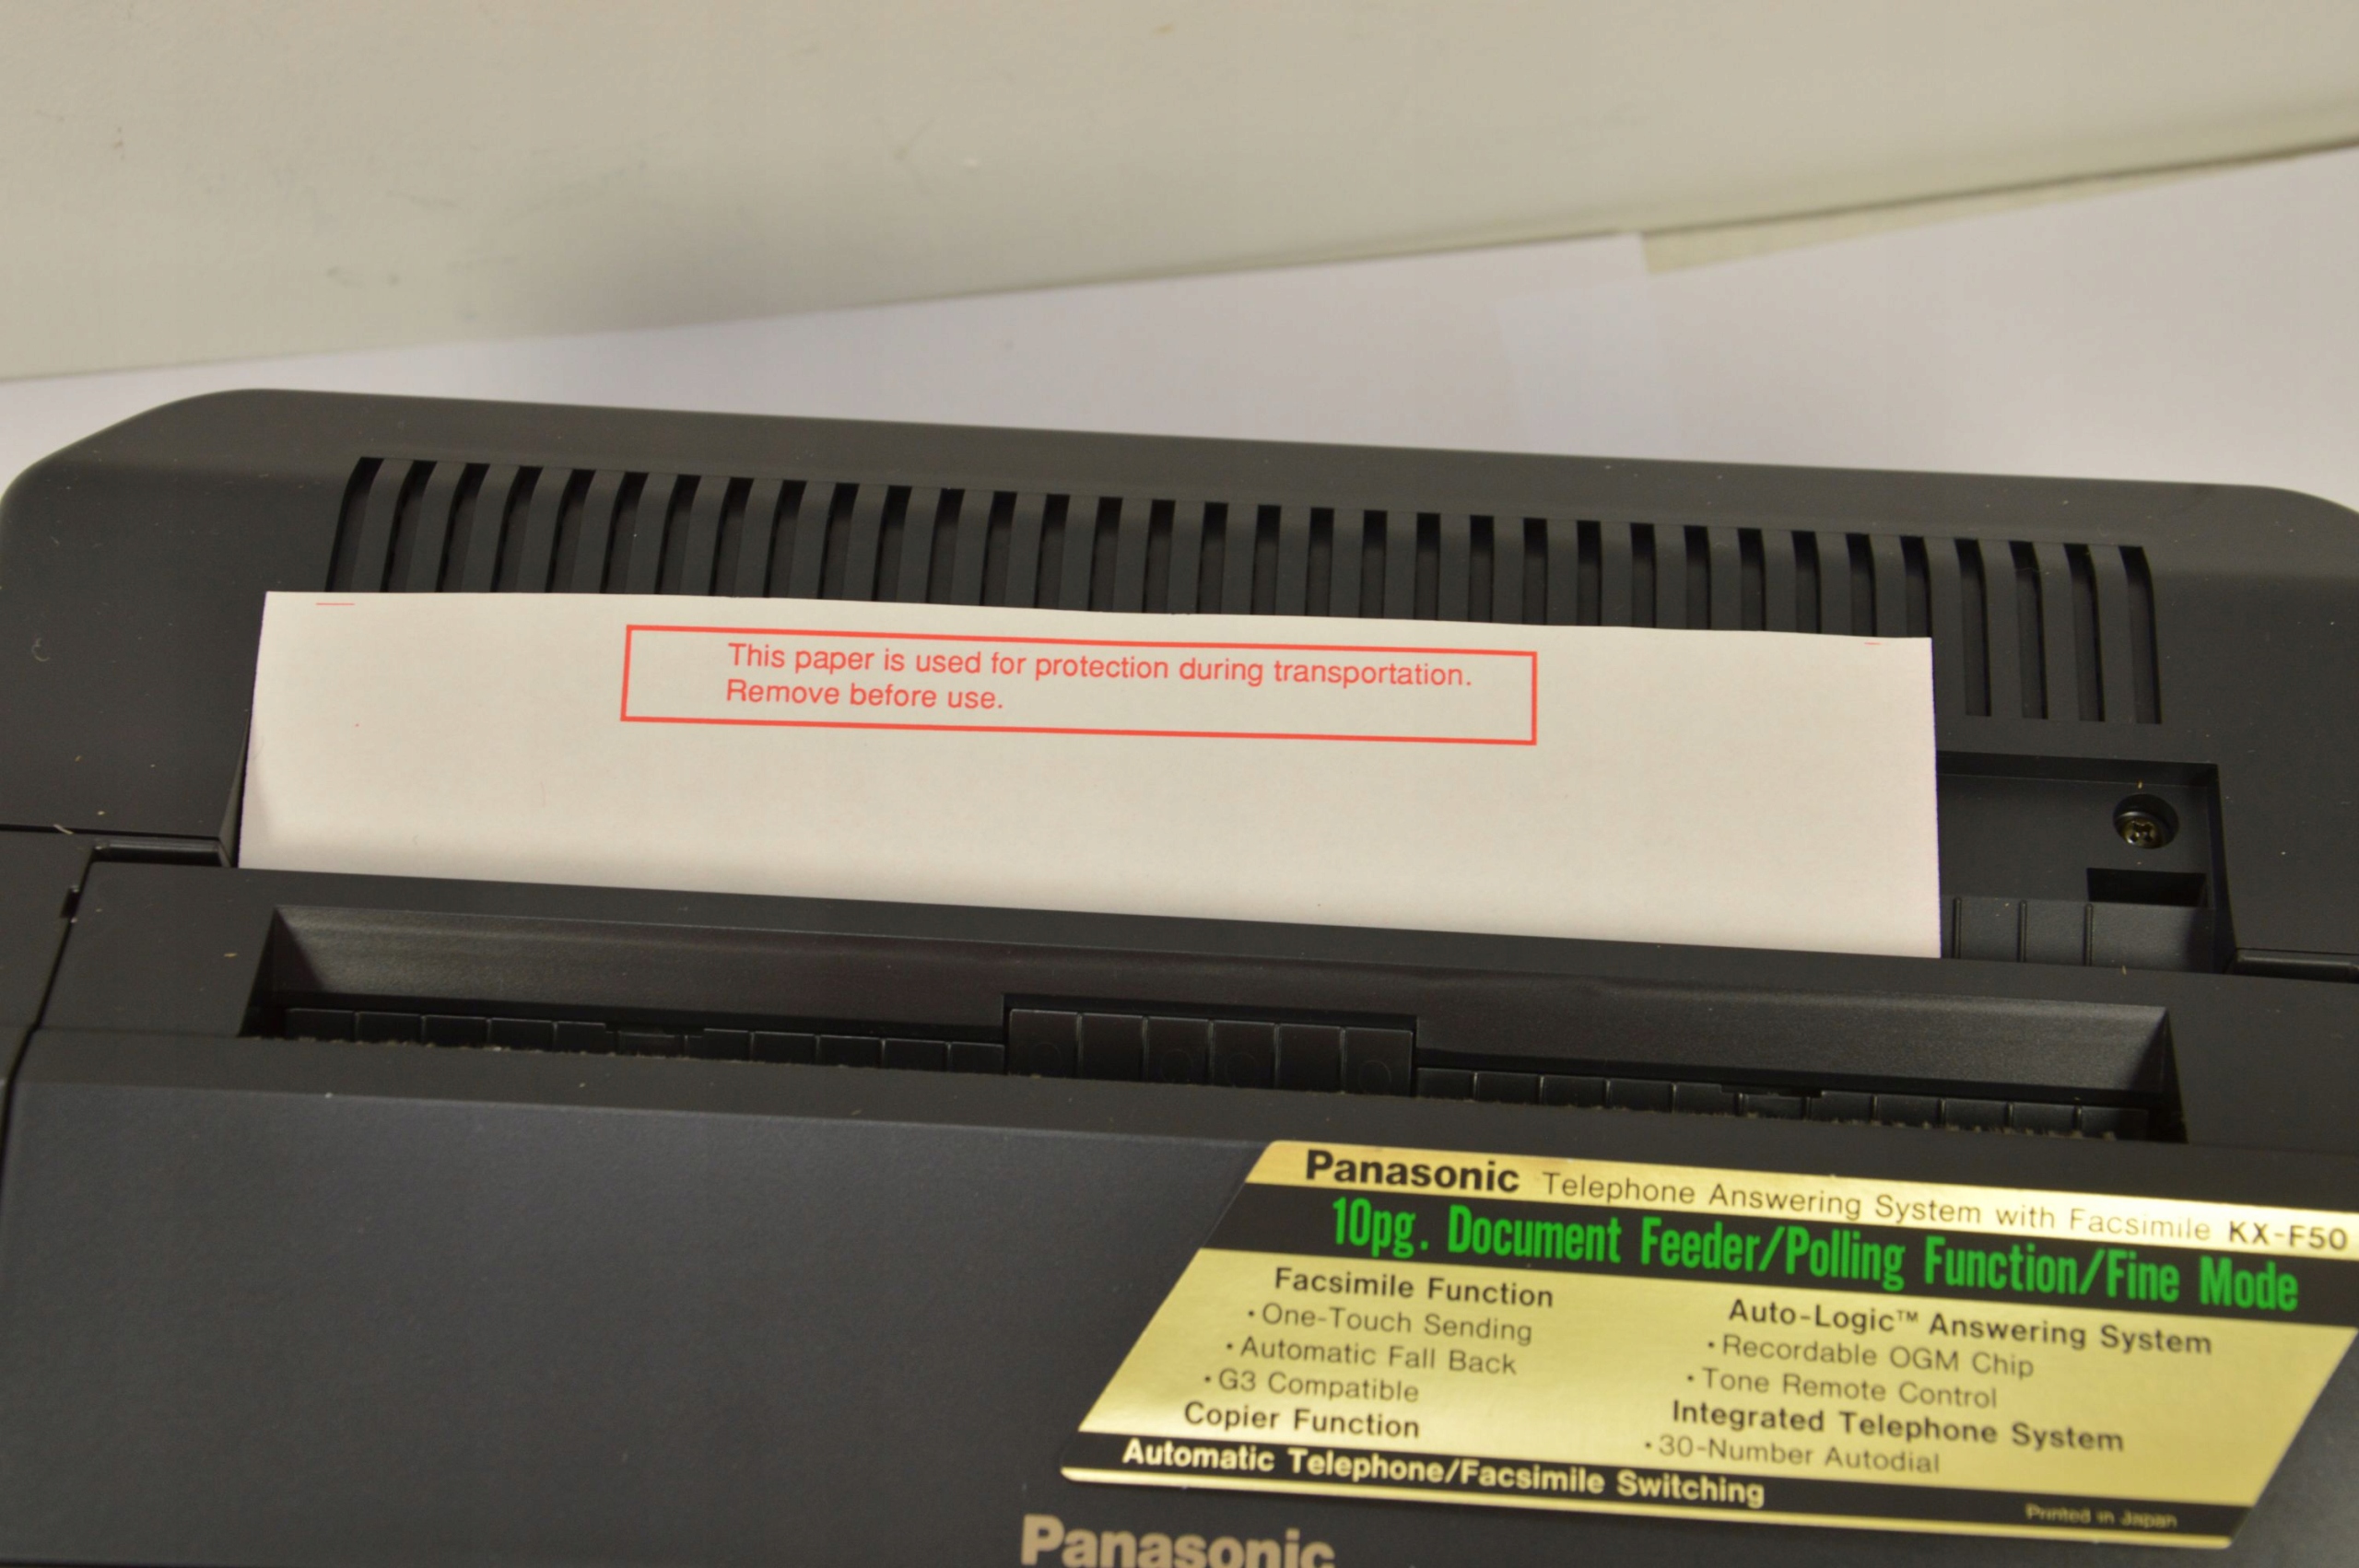 This paper is used for protection during transportation.
Remove before use.
Panasonic Telephone Answering System with Facsimile KX-F50
10pg. Document Feeder/Polling Function/Fine Mode
Facsimile Function
・One-Touch Sending
・Automatic Fall Back
・G3 Compatible
Copier Function
Auto-Logic™ Answering System
・Recordable OGM Chip
・Tone Remote Control
Integrated Telephone System
・30-Number Autodial
Automatic Telephone/Facsimile Switching
Printed in Japan
Panasonic